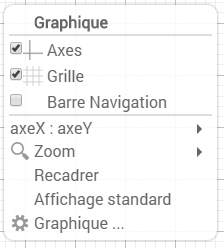 Graphique
Axes
Grille
Barre Navigation
axeX : axeY
Zoom
Recadrer
Affichage standard
Graphique ...